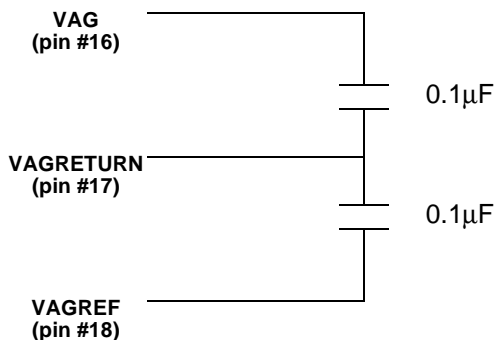 VAG
(pin #16)
0.1μF
VAGRETURN
(pin #17)
0.1μF
VAGREF
(pin #18)